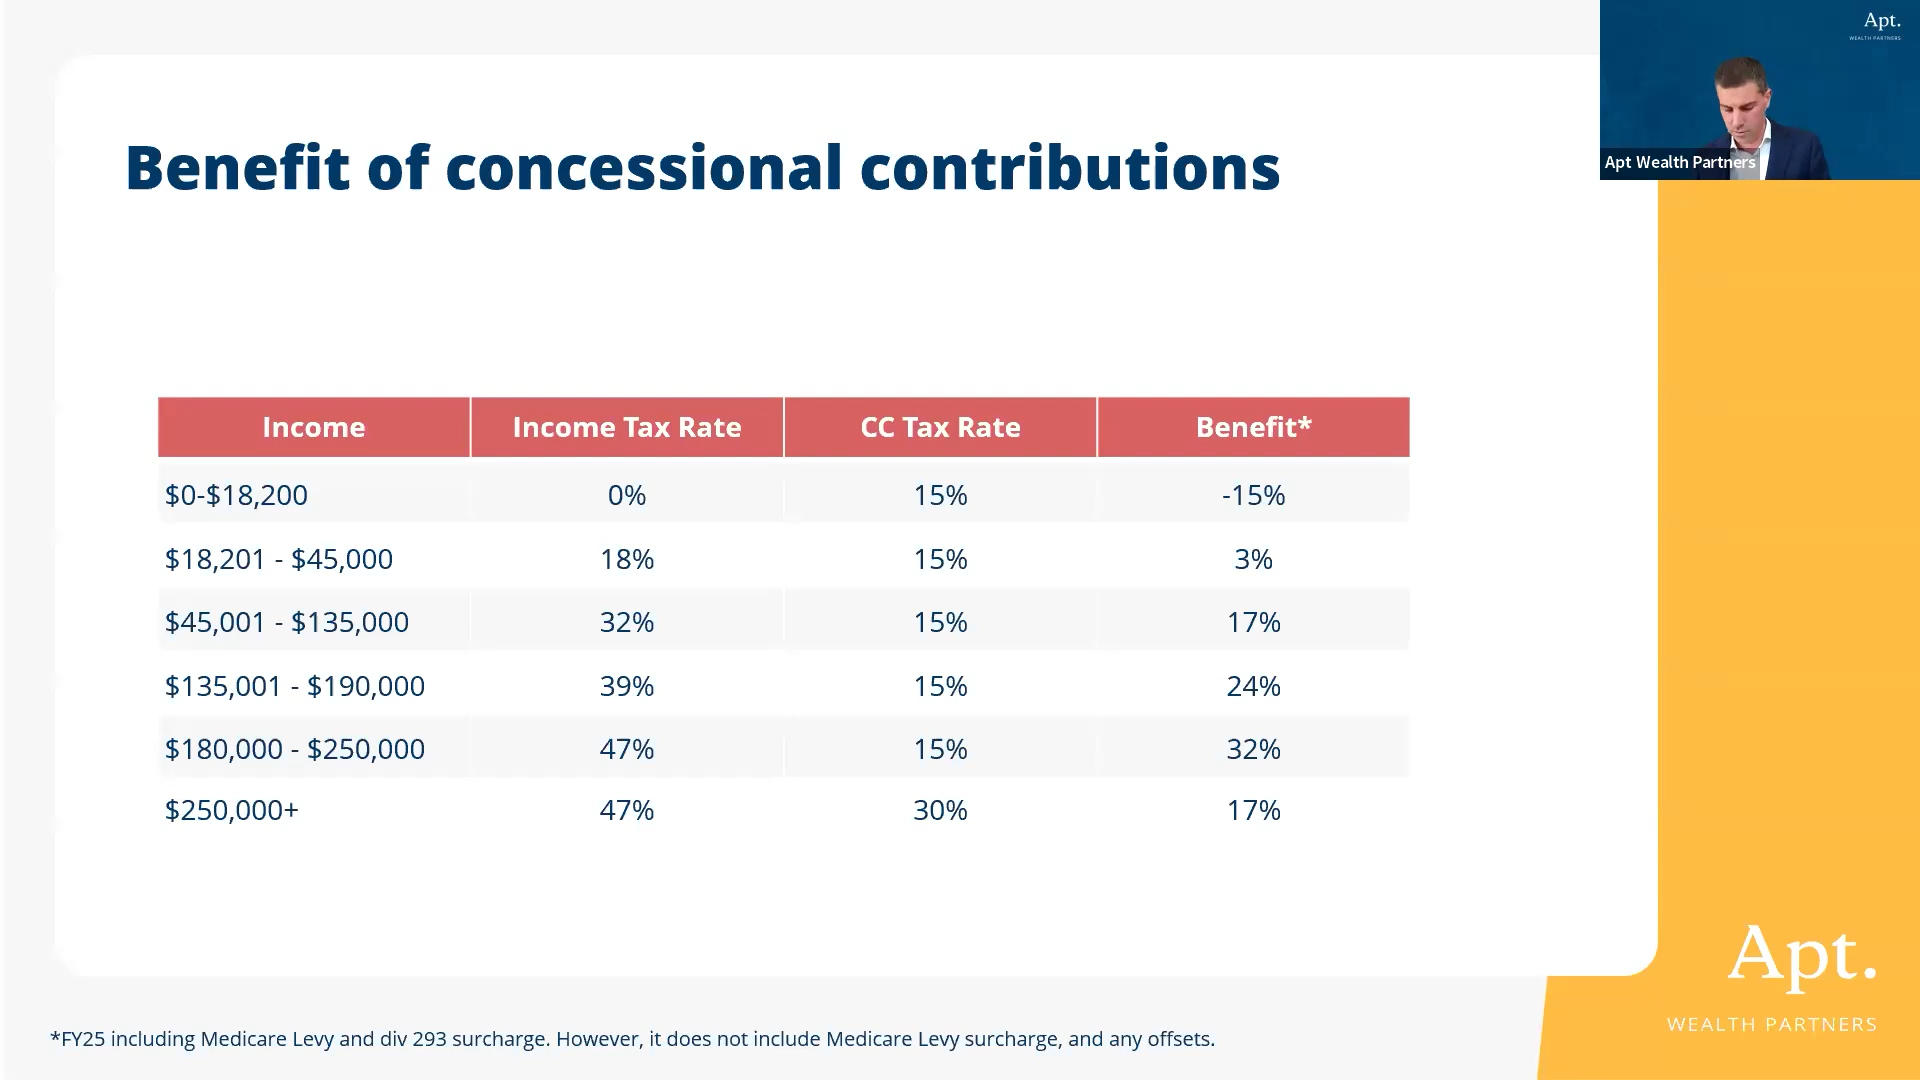 Apt.
WEALTH PARTNERS
Apt Wealth Partners
Benefit of concessional contributions
Income Income Tax Rate CC Tax Rate Benefit*
$0-$18,200 0% 15% -15%
$18,201 - $45,000 18% 15% 3%
$45,001 - $135,000 32% 15% 17%
$135,001 - $190,000 39% 15% 24%
$180,000 - $250,000 47% 15% 32%
$250,000+ 47% 30% 17%
Apt.
WEALTH PARTNERS
*FY25 including Medicare Levy and div 293 surcharge. However, it does not include Medicare Levy surcharge, and any offsets.